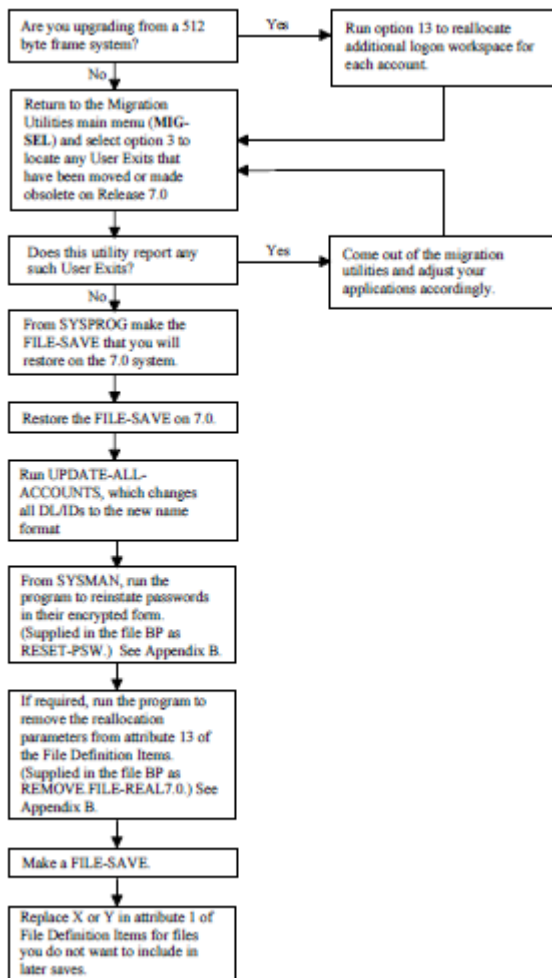 Are you upgrading from a 512
byte frame system?
Yes
Run option 13 to reallocate
additional logon workspace for
each account.
No
Return to the Migration
Utilities main menu (MIG-
SEL) and select option 3 to
locate any User Exits that
have been moved or made
obsolete on Release 7.0
Does this utility report any
such User Exits?
Yes
Come out of the migration
utilities and adjust your
applications accordingly.
No
From SYSPROG make the
FILE-SAVE that you will
restore on the 7.0 system.
Restore the FILE-SAVE on 7.0.
Run UPDATE-ALL-
ACCOUNTS, which changes
all DL/IDs to the new name
format
From SYSMAN, run the
program to reinstate passwords
in their encrypted form.
(Supplied in the file BP as
RESET-PSW.) See Appendix B.
If required, run the program to
remove the reallocation
parameters from attribute 13 of
the File Definition Items.
(Supplied in the file BP as
REMOVE.FILE-REAL7.0.) See
Appendix B.
Make a FILE-SAVE.
Replace X or Y in attribute 1 of
File Definition Items for files
you do not want to include in
later saves.